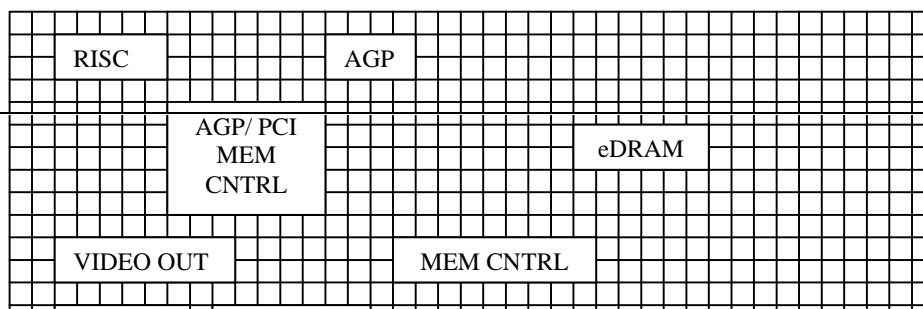 RISC
AGP
AGP/ PCI
MEM
CNTRL
eDRAM
VIDEO OUT
MEM CNTRL